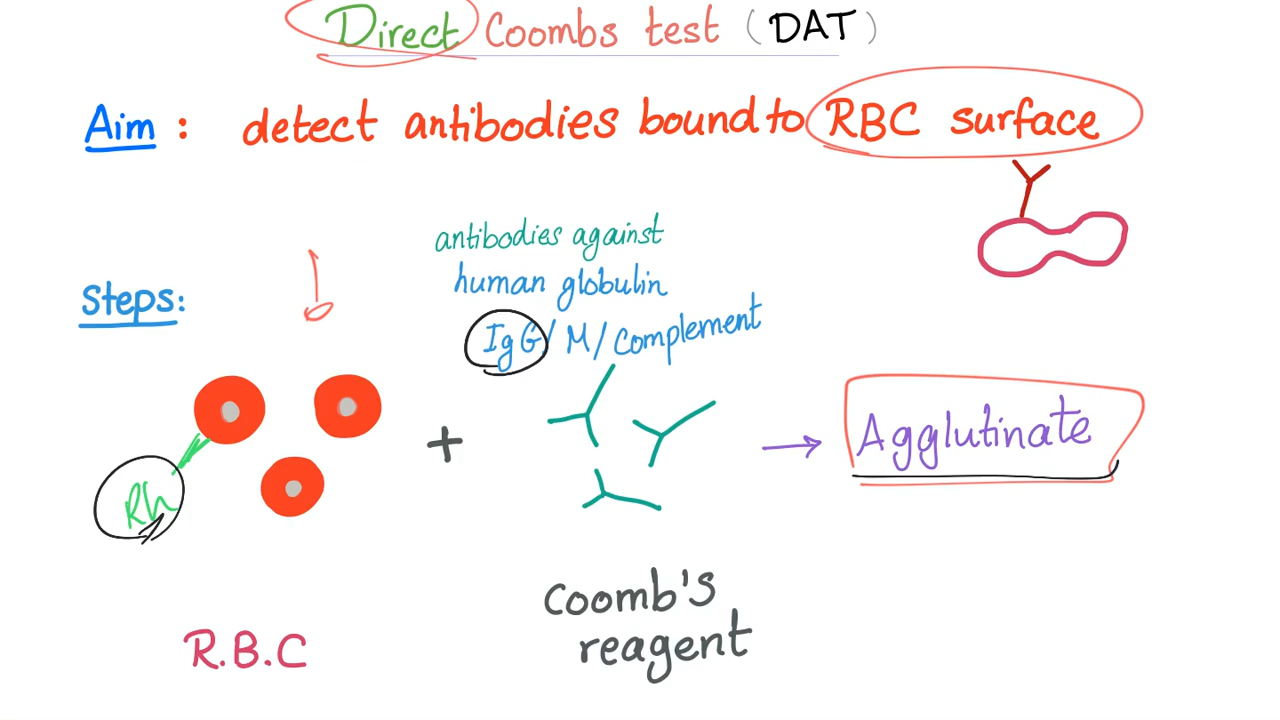 Direct Coombs test (DAT)
Aim : detect antibodies bound to RBC surface
antibodies against
human globulin
Steps:
IgG/ M/ Complement
+
→ Agglutinate
Rh
Coomb's
reagent
R.B.C